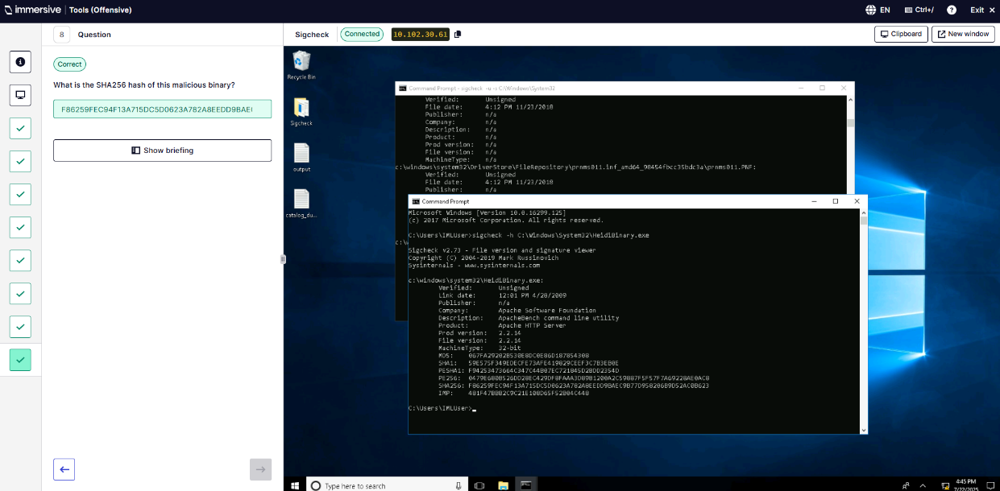 immersive Tools (Offensive)
EN Ctrl+/ ? Exit
8 Question
Correct
What is the SHA256 hash of this malicious binary?
F86259FEC94F13A715DC5D0623A782A8EEDD9BAE
Show briefing
Sigcheck Connected 10.102.30.61
Clipboard New window
Recycle Bin
Sigcheck
output
catalog_du...
Command Prompt - sigcheck -u -s C:\Windows\System32
Verified: Unsigned
File date: 4:12 PM 11/23/2018
Publisher: n/a
Company: n/a
Description: n/a
Product: n/a
Prod version: n/a
File version: n/a
MachineType: n/a
c:\windows\system32\DriverStore\FileRepository\prnms011.inf_amd64_98454fbcc35bdc3a\prnms011.PNF:
Verified: Unsigned
File date: 4:12 PM 11/23/2018
Publisher: n/a
Command Prompt
Microsoft Windows [Version 10.0.16299.125]
(c) 2017 Microsoft Corporation. All rights reserved.
C:\Users\IMLUser>sigcheck -h C:\Windows\System32\HeidiBinary.exe
Sigcheck v2.73 - File version and signature viewer
Copyright (C) 2004-2019 Mark Russinovich
Sysinternals - www.sysinternals.com
c:\windows\system32\HeidiBinary.exe:
Verified: Unsigned
Link date: 12:01 PM 4/28/2009
Publisher: n/a
Company: Apache Software Foundation
Description: ApacheBench command line utility
Product: Apache HTTP Server
Prod version: 2.2.14
File version: 2.2.14
MachineType: 32-bit
MD5: 067FA29202B530E8DC0E86D187854308
SHA1: 59E575F349EDECFE73AFE419829CEEF3C7B3EB0E
PESHA1: F94253473664C347C44B07EC721845D2BDD2354D
PE256: 0479E680B526DD28EC429DF8FAAA3D89B1200A2C59887F5F57F7A69228AE0AC8
SHA256: F86259FEC94F13A715DC5D0623A782A8EEDD9BAEC9B77D950206B9D52AC0B623
IMP: 481F47BBB2C9C21E108D65F52B04C448
C:\Users\IMLUser>
Type here to search
4:45 PM
7/22/2025